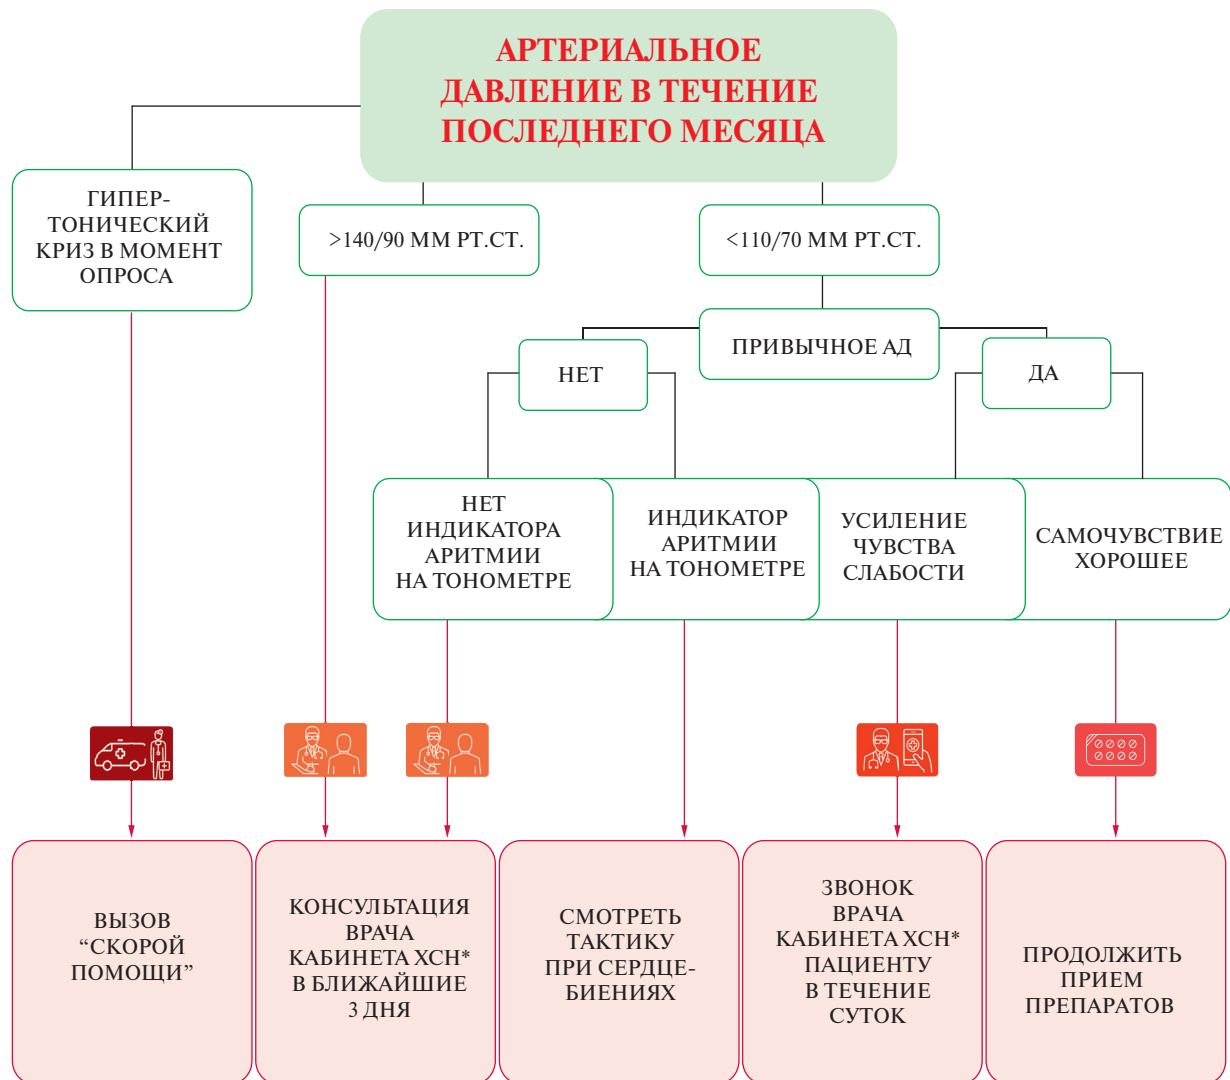 АРТЕРИАЛЬНОЕ
ДАВЛЕНИЕ В ТЕЧЕНИЕ
ПОСЛЕДНЕГО МЕСЯЦА
ГИПЕР-
ТОНИЧЕСКИЙ
КРИЗ В МОМЕНТ
ОПРОСА
>140/90 ММ РТ.СТ.
<110/70 ММ РТ.СТ.
ПРИВЫЧНОЕ АД
НЕТ
ДА
НЕТ
ИНДИКАТОРА
АРИТМИИ
НА ТОНОМЕТРЕ
ИНДИКАТОР
АРИТМИИ
НА ТОНОМЕТРЕ
УСИЛЕНИЕ
ЧУВСТВА
СЛАБОСТИ
САМОЧУВСТВИЕ
ХОРОШЕЕ
ВЫЗОВ
“СКОРОЙ
ПОМОЩИ”
КОНСУЛЬТАЦИЯ
ВРАЧА
КАБИНЕТА ХСН*
В БЛИЖАЙШИЕ
3 ДНЯ
СМОТРЕТЬ
ТАКТИКУ
ПРИ СЕРДЦЕ-
БИЕНИЯХ
ЗВОНОК
ВРАЧА
КАБИНЕТА ХСН*
ПАЦИЕНТУ
В ТЕЧЕНИЕ
СУТОК
ПРОДОЛЖИТЬ
ПРИЕМ
ПРЕПАРАТОВ